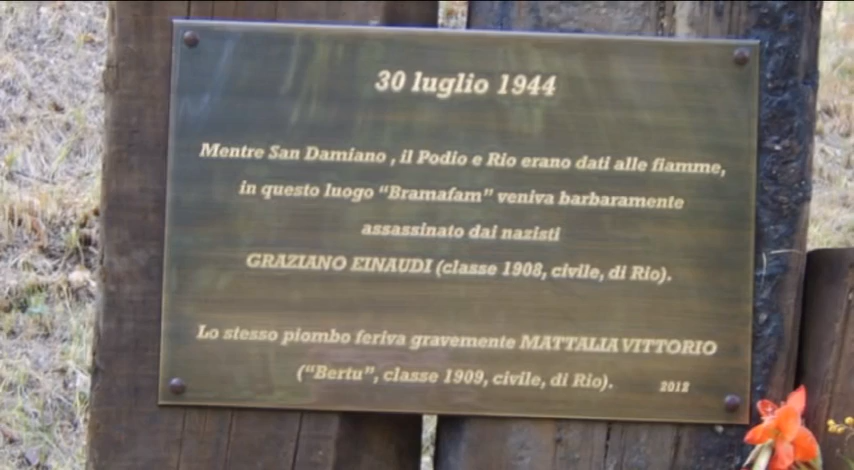 30 luglio 1944
Mentre San Damiano , il Podio e Rio erano dati alle fiamme,
in questo luogo “Bramafam” veniva barbaramente
assassinato dai nazisti
GRAZIANO EINAUDI (classe 1908, civile, di Rio).
Lo stesso piombo feriva gravemente MATTALIA VITTORIO
(“Bertu”, classe 1909, civile, di Rio).
2012